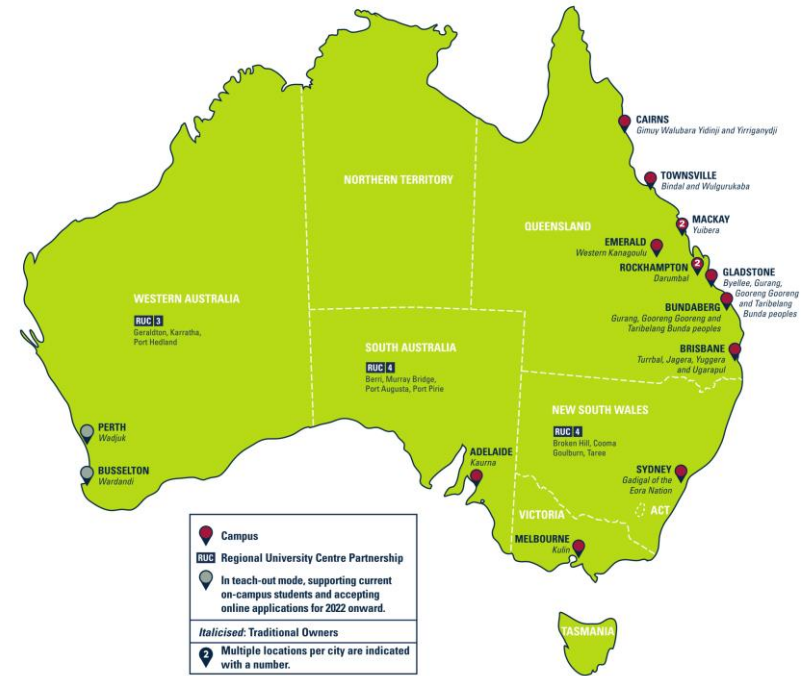 CAIRNS
Gimuy Walubara Yidinji and Yirriganydji
TOWNSVILLE
Bindal and Wulgurukaba
NORTHERN TERRITORY
QUEENSLAND
2
MACKAY
Yuibera
EMERALD
Western Kanagoulu
2
ROCKHAMPTON
Darumbal
GLADSTONE
Byellee, Gurang,
Gooreng Gooreng
and Taribelang
Bunda peoples
BUNDABERG
Gurang, Gooreng Gooreng and
Taribelang Bunda peoples
BRISBANE
Turrbal, Jagera, Yuggera
and Ugarapul
WESTERN AUSTRALIA
RUC 3
Geraldton, Karratha,
Port Hedland
SOUTH AUSTRALIA
RUC 4
Berri, Murray Bridge,
Port Augusta, Port Pirie
NEW SOUTH WALES
RUC 4
Broken Hill, Cooma
Goulburn, Taree
PERTH
Wadjuk
BUSSELTON
Wardandi
ADELAIDE
Kaurna
SYDNEY
Gadigal of the
Eora Nation
ACT
VICTORIA
MELBOURNE
Kulin
TASMANIA
Campus
RUC Regional University Centre Partnership
In teach-out mode, supporting current
on-campus students and accepting
online applications for 2022 onward.
Italicised: Traditional Owners
2 Multiple locations per city are indicated
with a number.